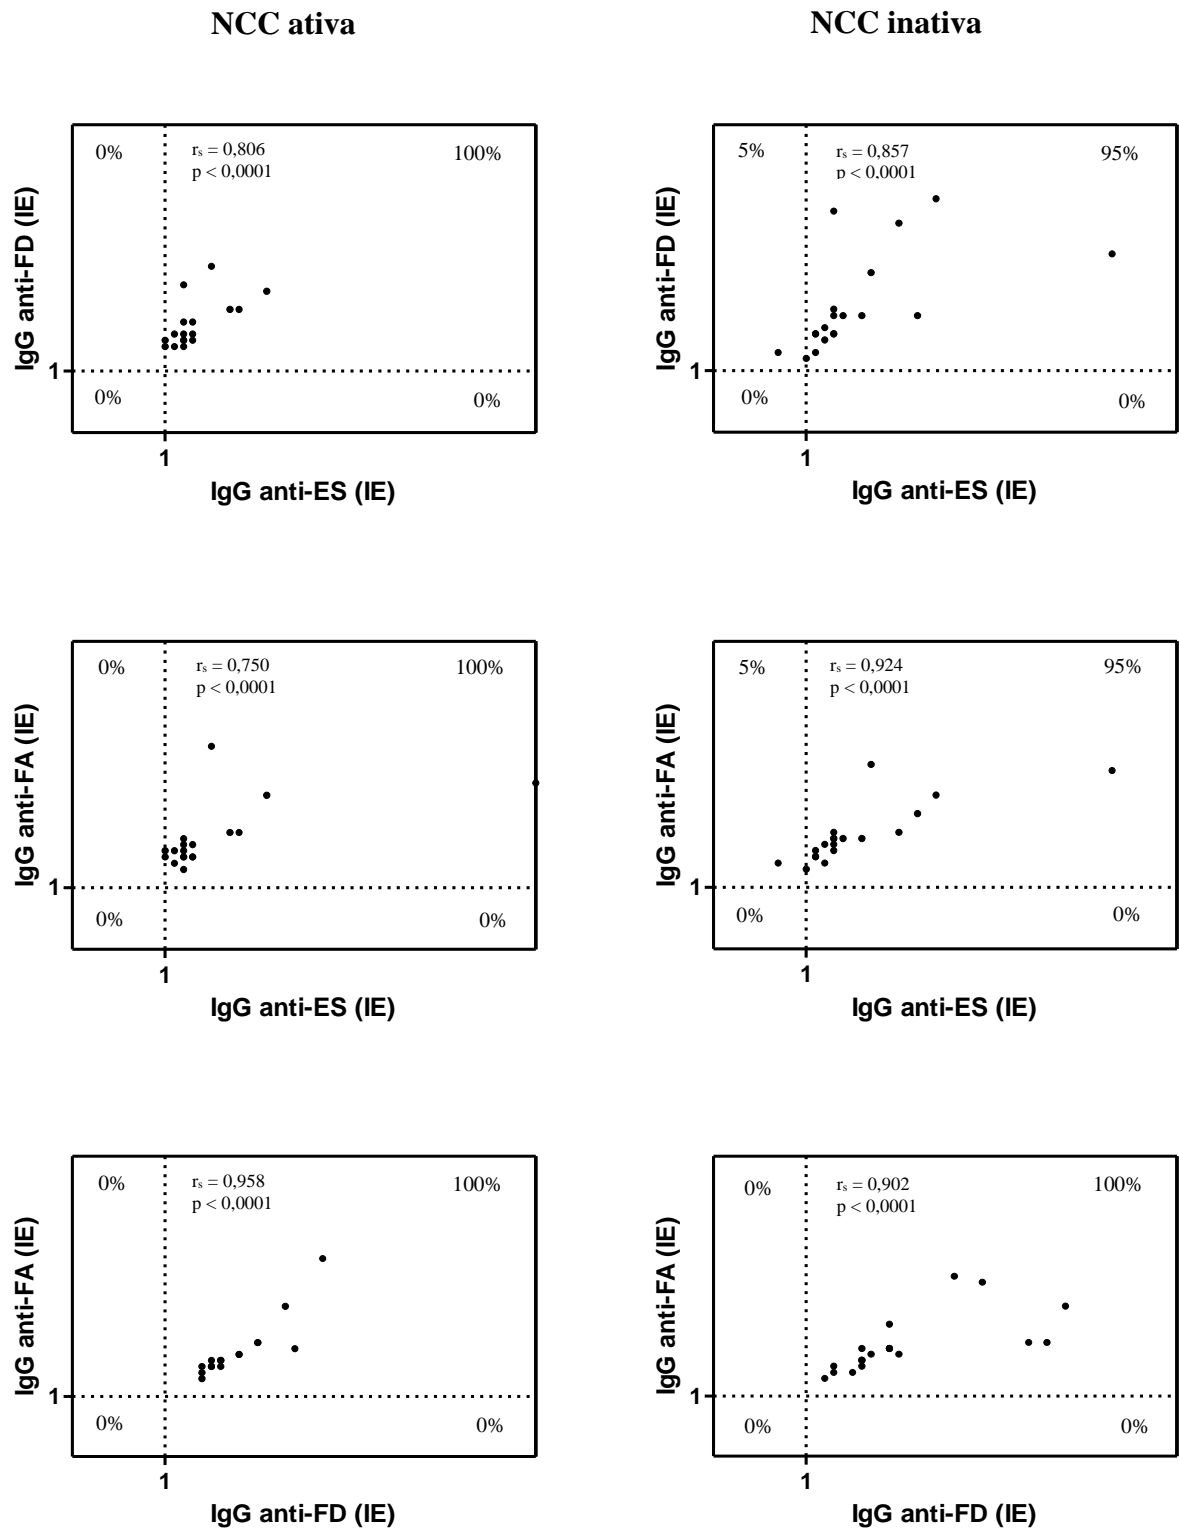 NCC ativa
NCC inativa
0%
rₛ = 0,806
p < 0,0001
100%
IgG anti-FD (IE)
1
0%
0%
1
IgG anti-ES (IE)
5%
rₛ = 0,857
p < 0,0001
95%
IgG anti-FD (IE)
1
0%
0%
1
IgG anti-ES (IE)
0%
rₛ = 0,750
p < 0,0001
100%
IgG anti-FA (IE)
1
0%
0%
1
IgG anti-ES (IE)
5%
rₛ = 0,924
p < 0,0001
95%
IgG anti-FA (IE)
1
0%
0%
1
IgG anti-ES (IE)
0%
rₛ = 0,958
p < 0,0001
100%
IgG anti-FA (IE)
1
0%
0%
1
IgG anti-FD (IE)
0%
rₛ = 0,902
p < 0,0001
100%
IgG anti-FA (IE)
1
0%
0%
1
IgG anti-FD (IE)